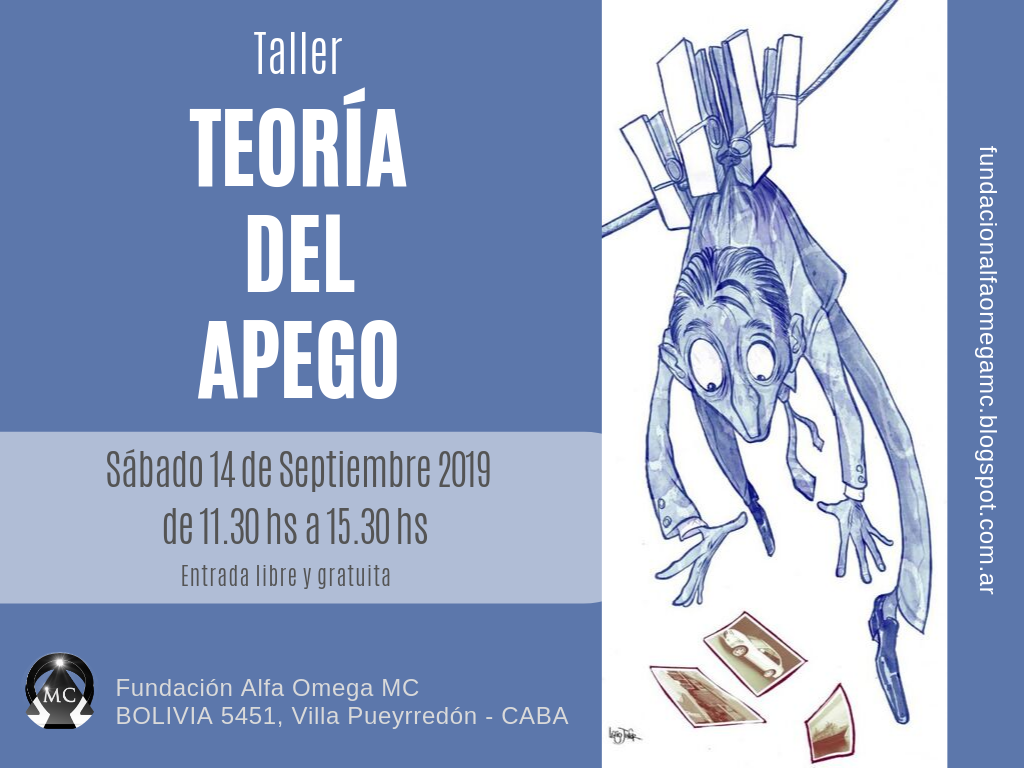 Taller
TEORÍA
DEL
APEGO
Sábado 14 de Septiembre 2019
de 11.30 hs a 15.30 hs
Entrada libre y gratuita
MC
Fundación Alfa Omega MC
BOLIVIA 5451, Villa Pueyrredón - CABA
fundacionalfaomegamc.blogspot.com.ar